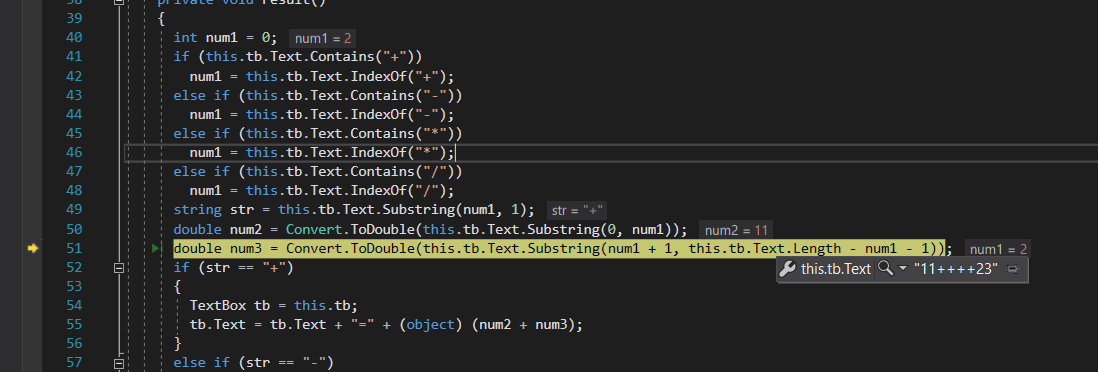 38 private void result()
39 {
40 int num1 = 0; num1 = 2
41 if (this.tb.Text.Contains("+"))
42 num1 = this.tb.Text.IndexOf("+");
43 else if (this.tb.Text.Contains("-"))
44 num1 = this.tb.Text.IndexOf("-");
45 else if (this.tb.Text.Contains("*"))
46 num1 = this.tb.Text.IndexOf("*");
47 else if (this.tb.Text.Contains("/"))
48 num1 = this.tb.Text.IndexOf("/");
49 string str = this.tb.Text.Substring(num1, 1); str = "+"
50 double num2 = Convert.ToDouble(this.tb.Text.Substring(0, num1)); num2 = 11
51 double num3 = Convert.ToDouble(this.tb.Text.Substring(num1 + 1, this.tb.Text.Length - num1 - 1)); num1 = 2
52 if (str == "+")
this.tb.Text "11++++23"
53 {
54 TextBox tb = this.tb;
55 tb.Text = tb.Text + "=" + (object) (num2 + num3);
56 }
57 else if (str == "-")